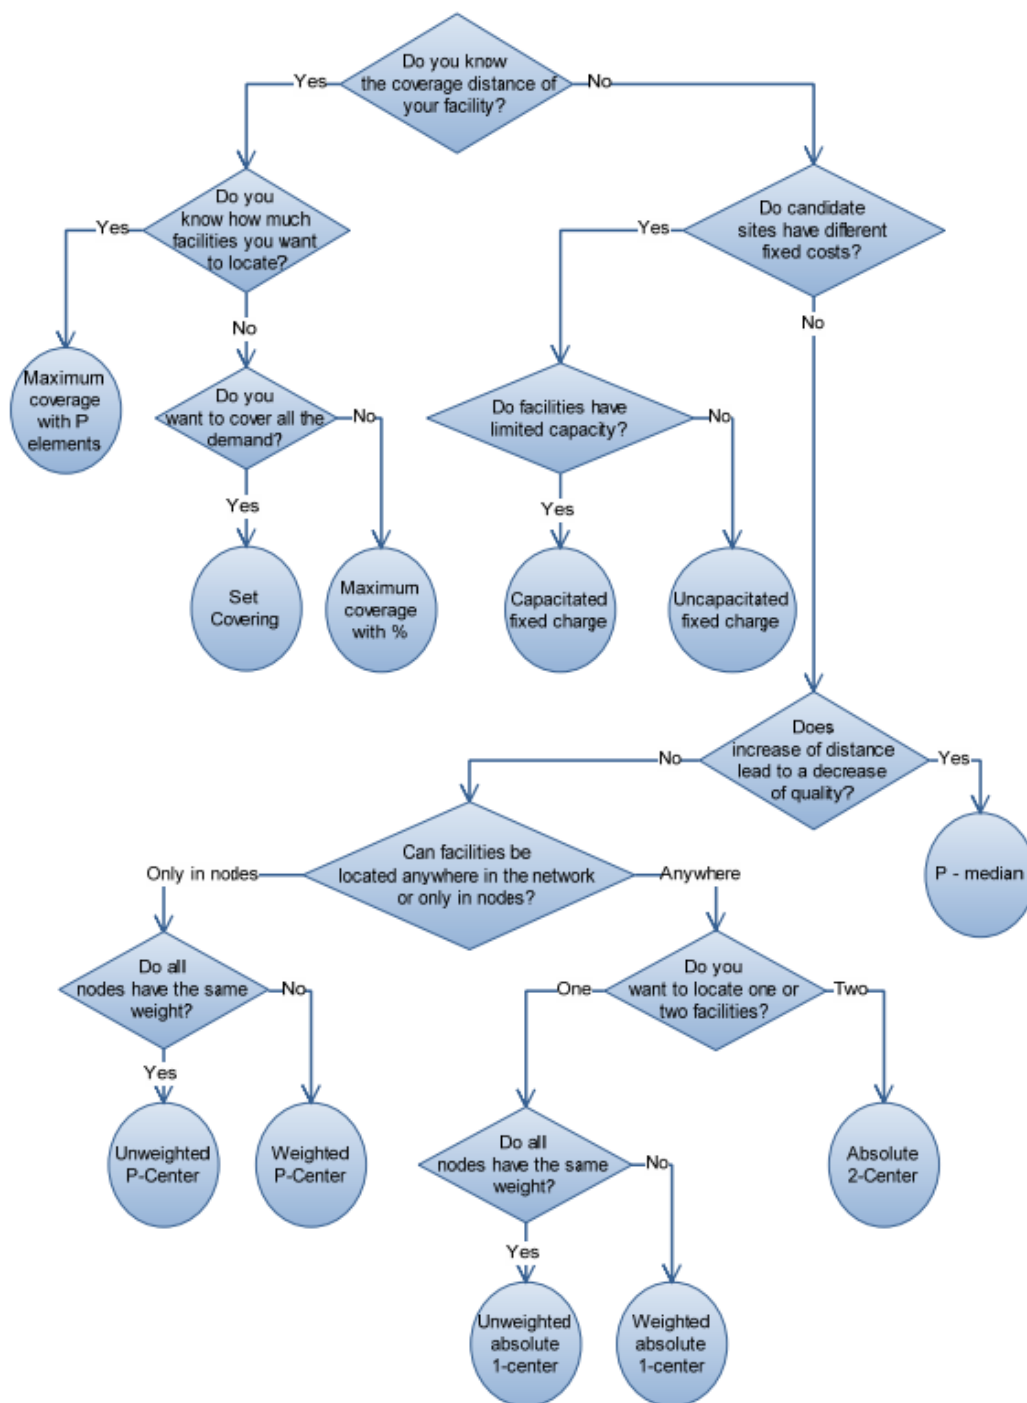 Do you know
the coverage distance of
your facility?
Yes
No
Do you
know how much
facilities you want
to locate?
Yes
No
Do candidate
sites have different
fixed costs?
Yes
No
Maximum
coverage
with P
elements
Do you
want to cover all the
demand?
No
Yes
Do facilities have
limited capacity?
No
Yes
Set
Covering
Maximum
coverage
with %
Capacitated
fixed charge
Uncapacitated
fixed charge
Does
increase of distance
lead to a decrease
of quality?
No
Yes
Can facilities be
located anywhere in the network
or only in nodes?
Only in nodes
Anywhere
P - median
Do all
nodes have the same
weight?
No
Yes
Do you
want to locate one or
two facilities?
One
Two
Unweighted
P-Center
Weighted
P-Center
Do all
nodes have the same
weight?
No
Yes
Absolute
2-Center
Unweighted
absolute
1-center
Weighted
absolute
1-center